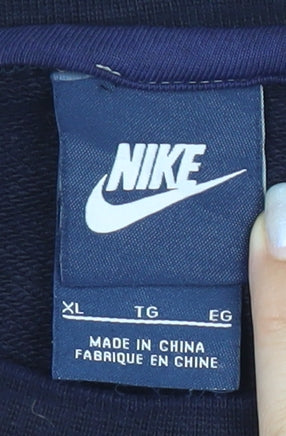 NIKE
XL TG EG
MADE IN CHINA
FABRIQUE EN CHINE